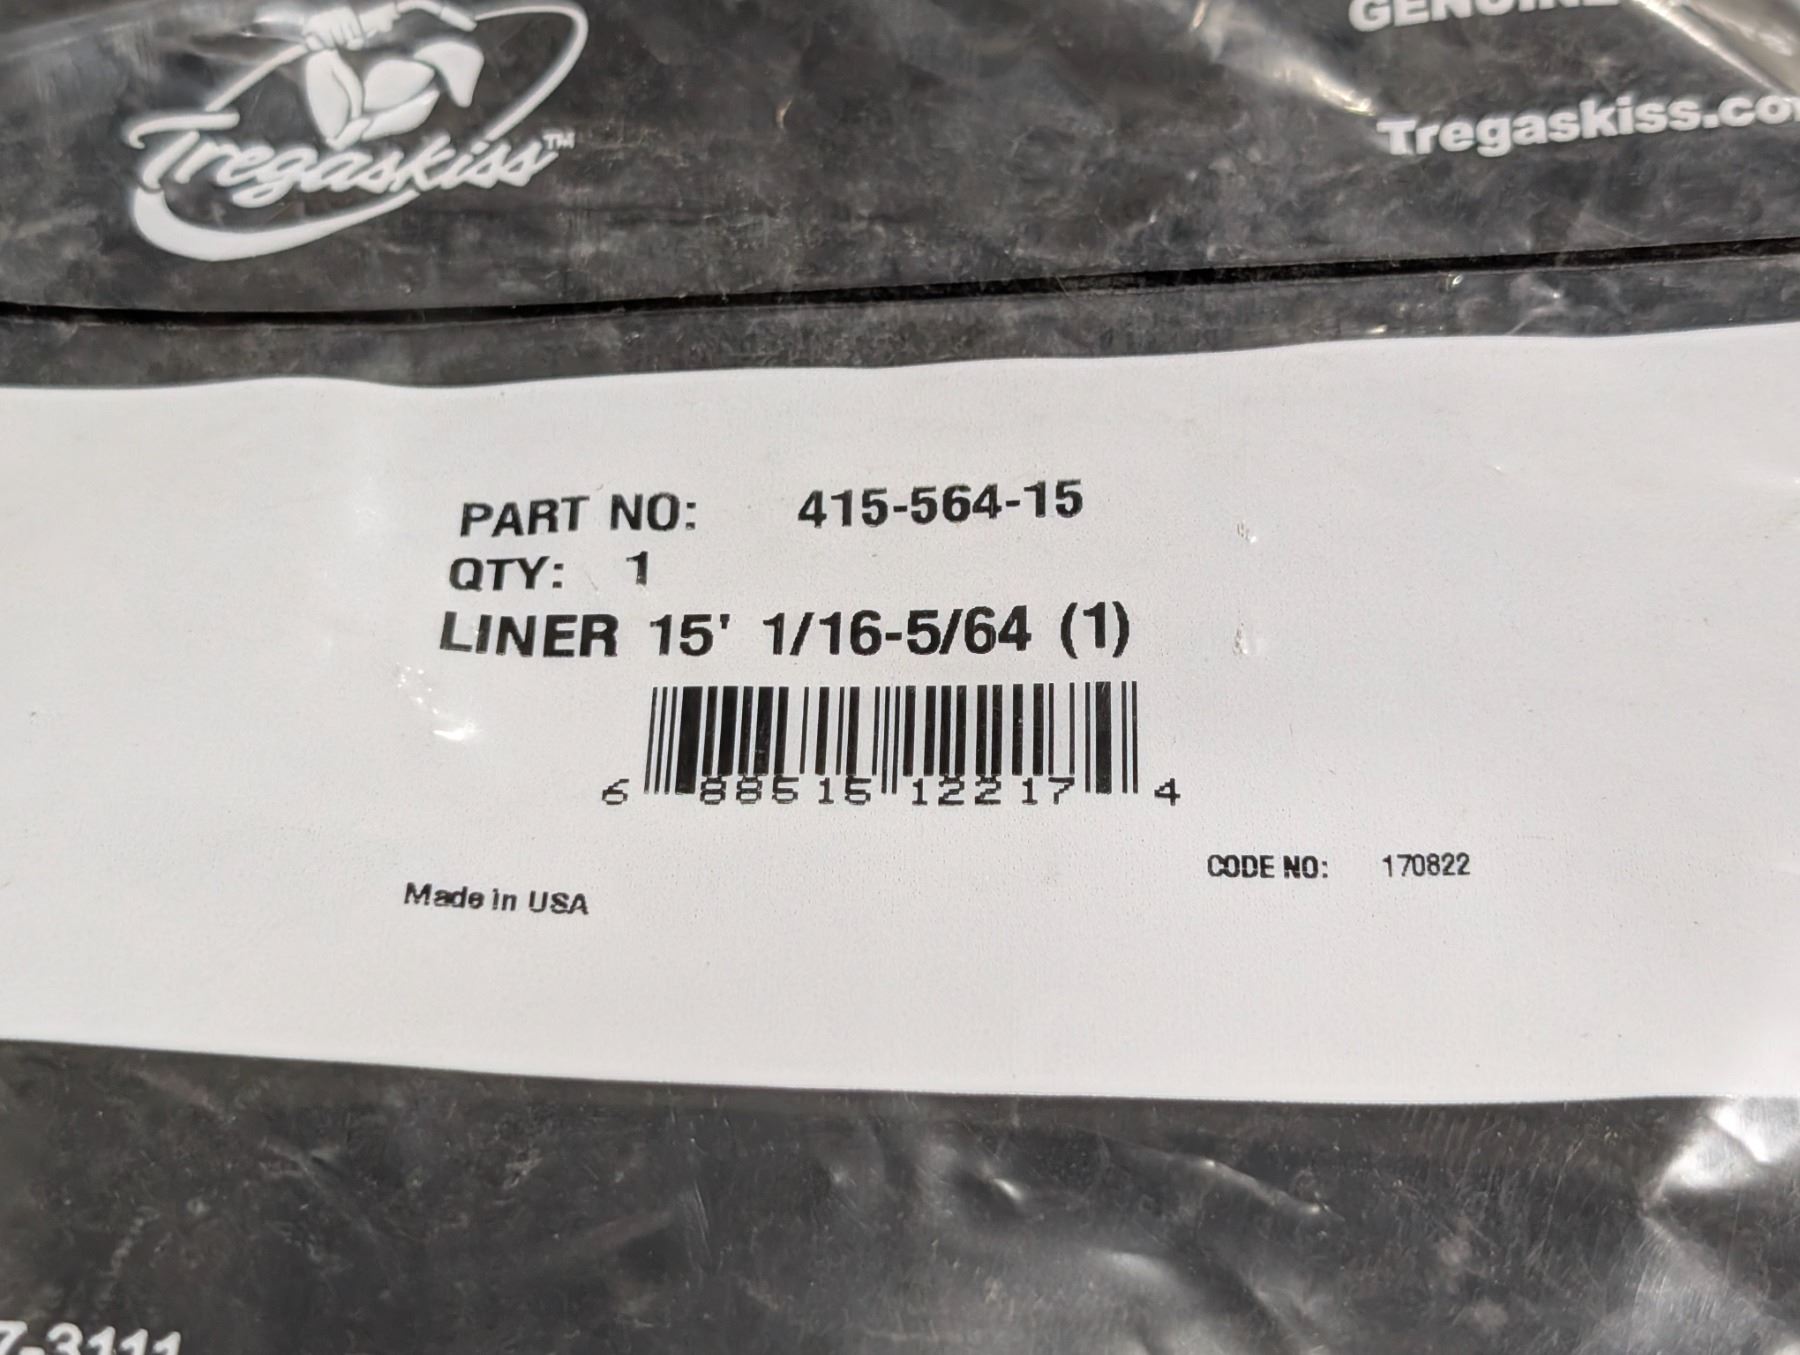 Tregaskiss™
Tregaskiss.co
PART NO: 415-564-15
QTY: 1
LINER 15' 1/16-5/64 (1)
6 88515 12217 4
CODE NO: 170822
Made in USA
7-3111